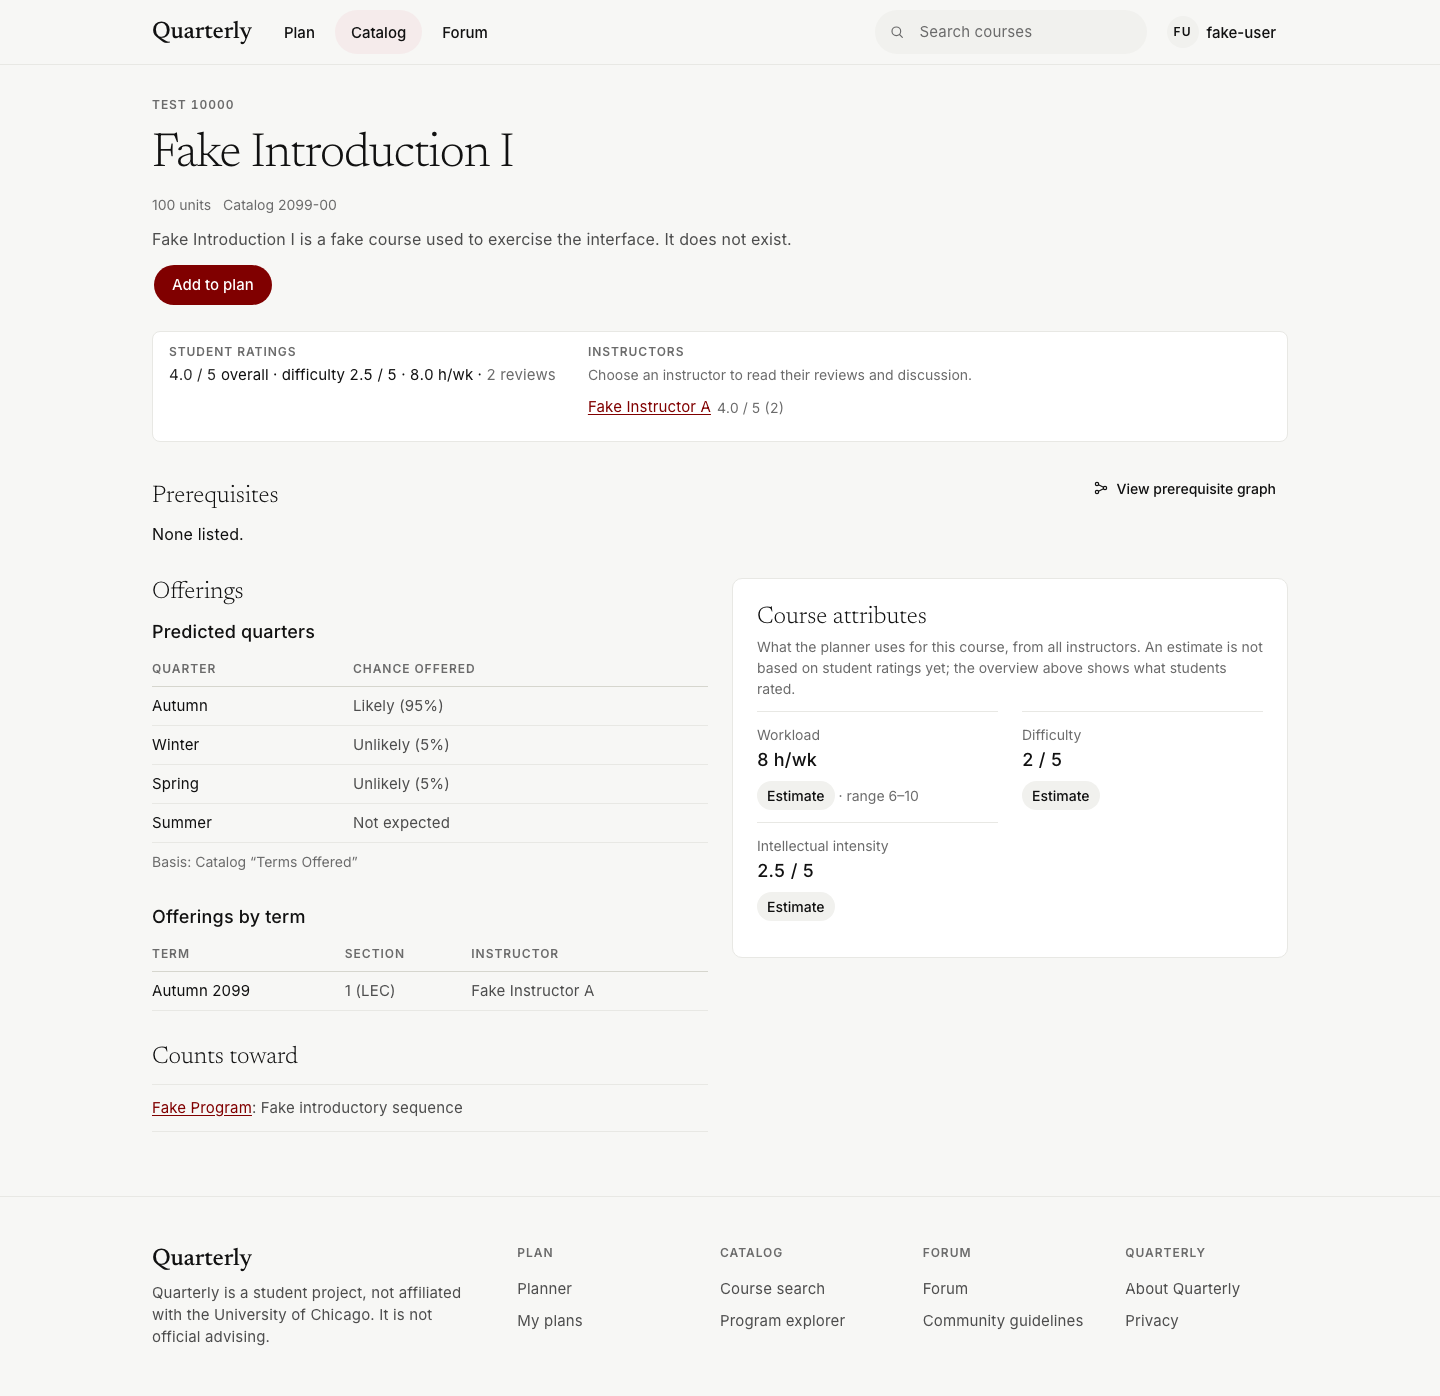 Quarterly
Plan
Catalog
Forum
Search courses
FU
fake-user
TEST 10000
Fake Introduction I
100 units Catalog 2099-00
Fake Introduction I is a fake course used to exercise the interface. It does not exist.
Add to plan
STUDENT RATINGS
4.0 / 5 overall · difficulty 2.5 / 5 · 8.0 h/wk · 2 reviews
INSTRUCTORS
Choose an instructor to read their reviews and discussion.
Fake Instructor A 4.0 / 5 (2)
Prerequisites
View prerequisite graph
None listed.
Offerings
Predicted quarters
QUARTER CHANCE OFFERED
Autumn Likely (95%)
Winter Unlikely (5%)
Spring Unlikely (5%)
Summer Not expected
Basis: Catalog “Terms Offered”
Offerings by term
TERM SECTION INSTRUCTOR
Autumn 2099 1 (LEC) Fake Instructor A
Counts toward
Fake Program: Fake introductory sequence
Course attributes
What the planner uses for this course, from all instructors. An estimate is not
based on student ratings yet; the overview above shows what students
rated.
Workload
8 h/wk
Estimate · range 6–10
Difficulty
2 / 5
Estimate
Intellectual intensity
2.5 / 5
Estimate
Quarterly
Quarterly is a student project, not affiliated
with the University of Chicago. It is not
official advising.
PLAN
Planner
My plans
CATALOG
Course search
Program explorer
FORUM
Forum
Community guidelines
QUARTERLY
About Quarterly
Privacy